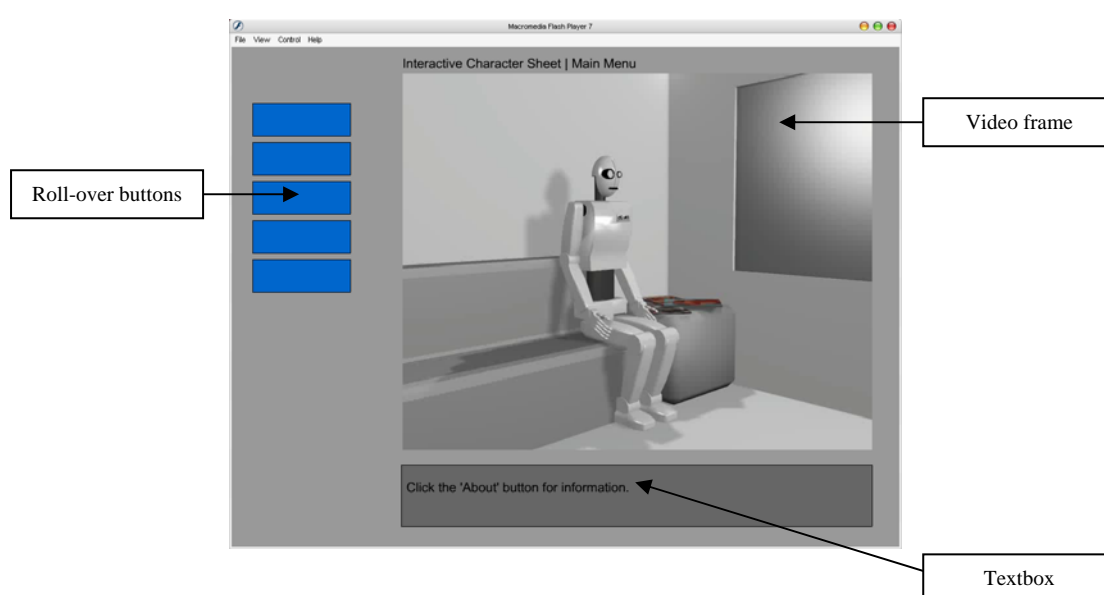 Macromedia Flash Player 7
File View Control Help
Interactive Character Sheet | Main Menu
Video frame
Roll-over buttons
Click the 'About' button for information.
Textbox